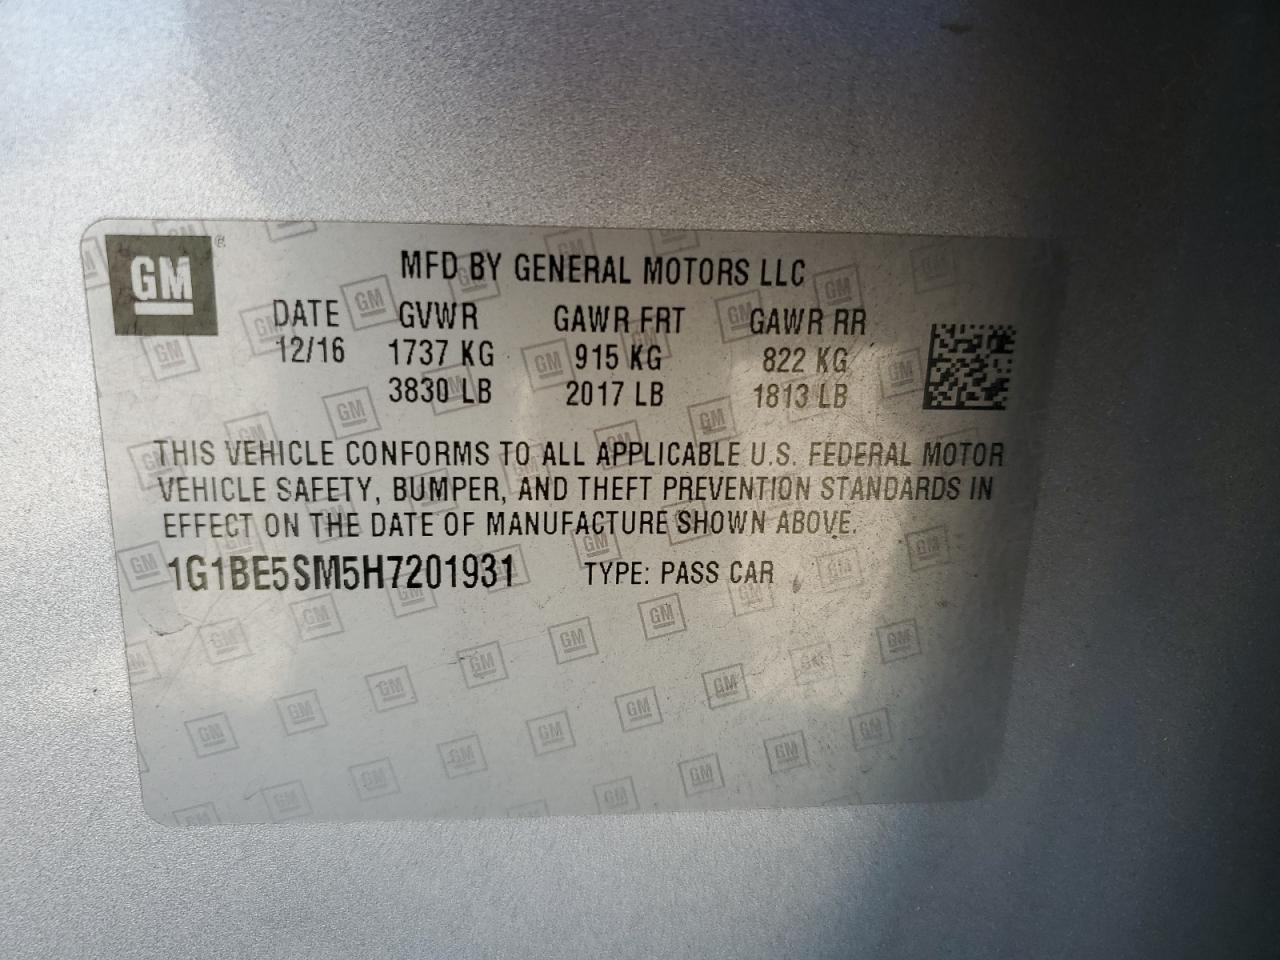 GM ®
MFD BY GENERAL MOTORS LLC
DATE GVWR GAWR FRT GAWR RR
12/16 1737 KG 915 KG 822 KG
3830 LB 2017 LB 1813 LB
THIS VEHICLE CONFORMS TO ALL APPLICABLE U.S. FEDERAL MOTOR
VEHICLE SAFETY, BUMPER, AND THEFT PREVENTION STANDARDS IN
EFFECT ON THE DATE OF MANUFACTURE SHOWN ABOVE.
1G1BE5SM5H7201931 TYPE: PASS CAR